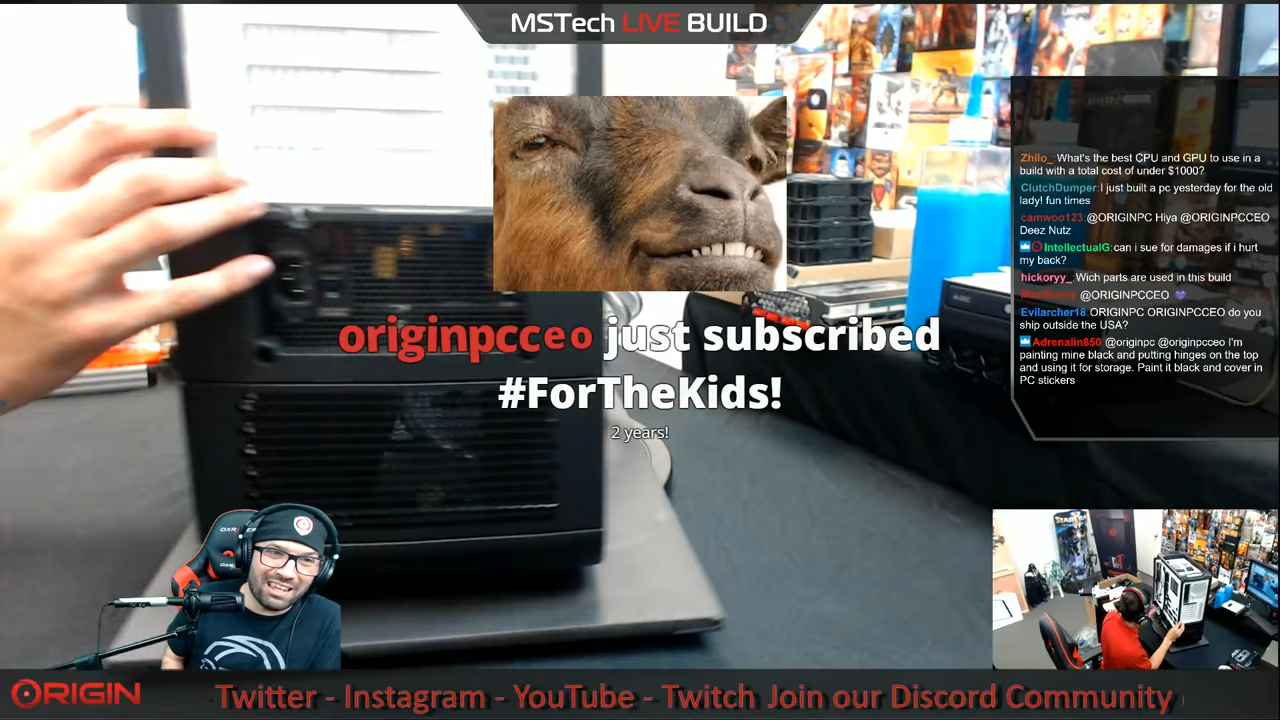 MSTech LIVE BUILD
Zhilo_: What's the best CPU and GPU to use in a
build with a total cost of under $1000?
ClutchDumper: I just built a pc yesterday for the old
lady! fun times
camwoo123: @ORIGINPC Hiya @ORIGINPCCEO
Deez Nutz
IntellectualG: can i sue for damages if i hurt
my back?
hickoryy_: Wich parts are used in this build
@ORIGINPCCEO
Evilarcher18: ORIGINPC ORIGINPCCEO do you
ship outside the USA?
Adrenalin850 @originpc @originpcceo I'm
painting mine black and putting hinges on the top
and using it for storage. Paint it black and cover in
PC stickers
originpcceo just subscribed
#ForTheKids!
2 years!
ORIGIN
Twitter - Instagram - YouTube - Twitch Join our Discord Community